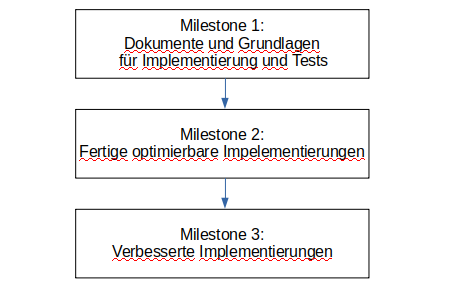 Milestone 1:
Dokumente und Grundlagen
für Implementierung und Tests
Milestone 2:
Fertige optimierbare Impelementierungen
Milestone 3:
Verbesserte Implementierungen